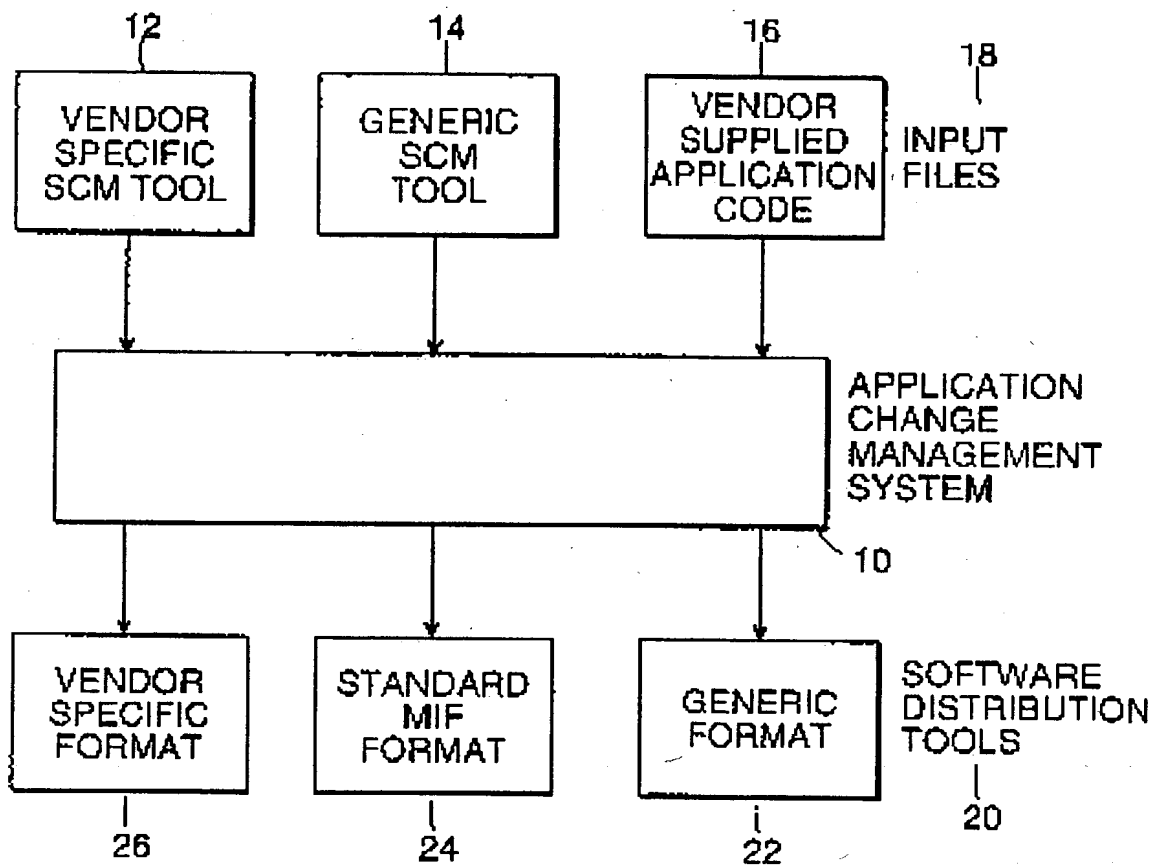 12
14
16
18
VENDOR
SPECIFIC
SCM TOOL
GENERIC
SCM
TOOL
VENDOR
SUPPLIED
APPLICATION
CODE
INPUT
FILES
APPLICATION
CHANGE
MANAGEMENT
SYSTEM
10
VENDOR
SPECIFIC
FORMAT
STANDARD
MIF
FORMAT
GENERIC
FORMAT
SOFTWARE
DISTRIBUTION
TOOLS
26
24
22
20